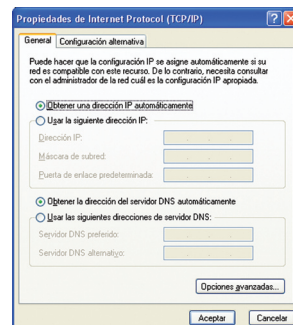 Propiedades de Internet Protocol (TCP/IP)
General Configuración alternativa
Puede hacer que la configuración IP se asigne automáticamente si su
red es compatible con este recurso. De lo contrario, necesita consultar
con el administrador de la red cuál es la configuración IP apropiada.
Obtener una dirección IP automáticamente
Usar la siguiente dirección IP:
Dirección IP:
Máscara de subred:
Puerta de enlace predeterminada:
Obtener la dirección del servidor DNS automáticamente
Usar las siguientes direcciones de servidor DNS:
Servidor DNS preferido:
Servidor DNS alternativo:
Opciones avanzadas...
Aceptar Cancelar